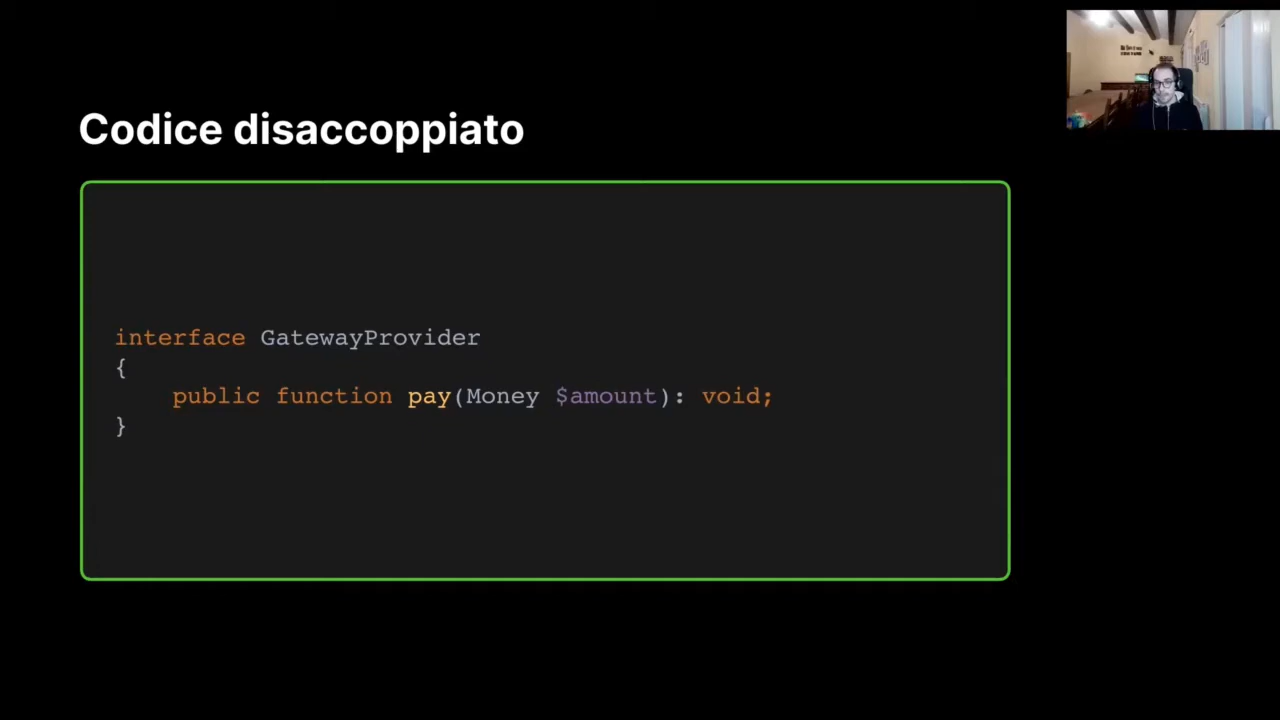 Codice disaccoppiato
interface GatewayProvider
{
    public function pay(Money $amount): void;
}